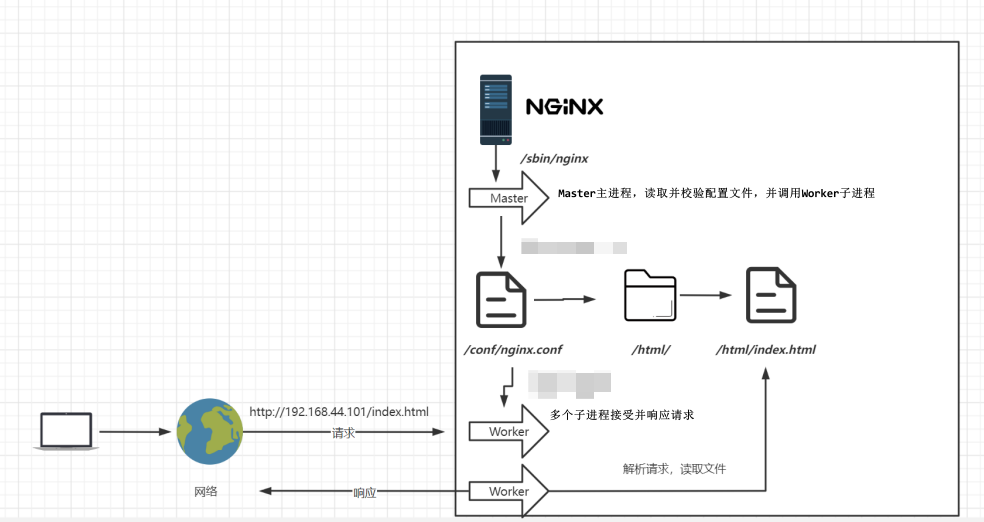 NGINX
/sbin/nginx
Master
Master主进程，读取并校验配置文件，并调用Worker子进程
/conf/nginx.conf
/html/
/html/index.html
多个子进程接受并响应请求
http://192.168.44.101/index.html
请求
Worker
解析请求，读取文件
网络
响应
Worker